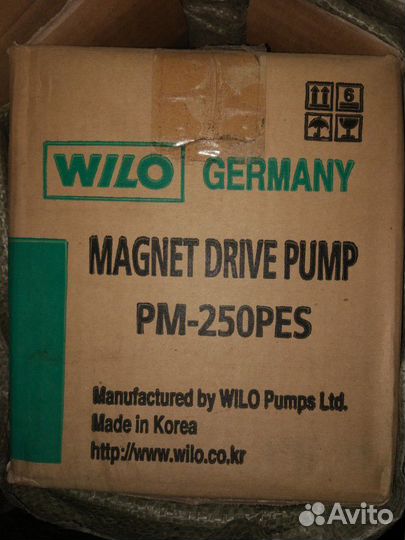 WILO GERMANY
6
MAGNET DRIVE PUMP
PM-250PES
Manufactured by WILO Pumps Ltd.
Made in Korea
http://www.wilo.co.kr
Avito